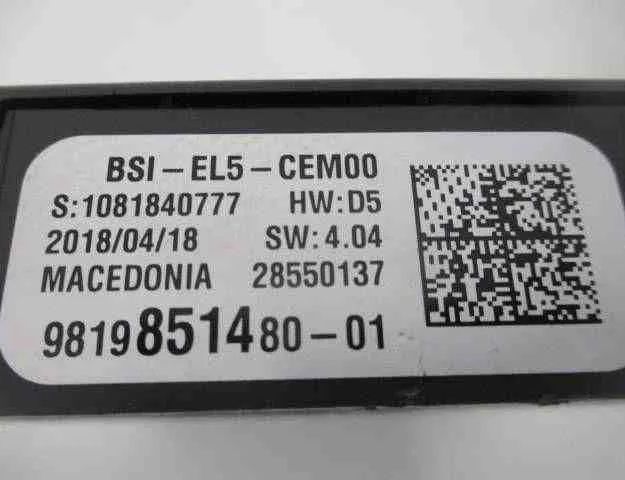 BSI-EL5-CEM00
S:1081840777 HW:D5
2018/04/18 SW:4.04
MACEDONIA 28550137
9819851480-01